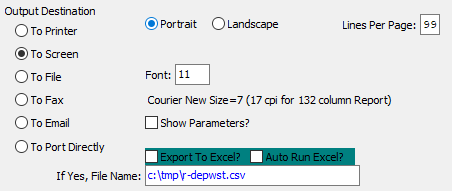 Output Destination
To Printer
To Screen
To File
To Fax
To Email
To Port Directly
Portrait Landscape Lines Per Page: 99
Font: 11
Courier New Size=7 (17 cpi for 132 column Report)
Show Parameters?
Export To Excel? Auto Run Excel?
If Yes, File Name: c:\tmp\r-depwst.csv